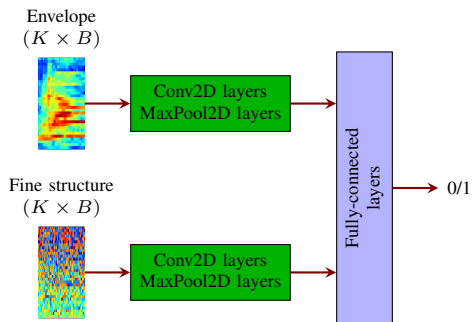 Envelope
(K × B)
Conv2D layers
MaxPool2D layers
Fine structure
(K × B)
Conv2D layers
MaxPool2D layers
Fully-connected
layers
0/1